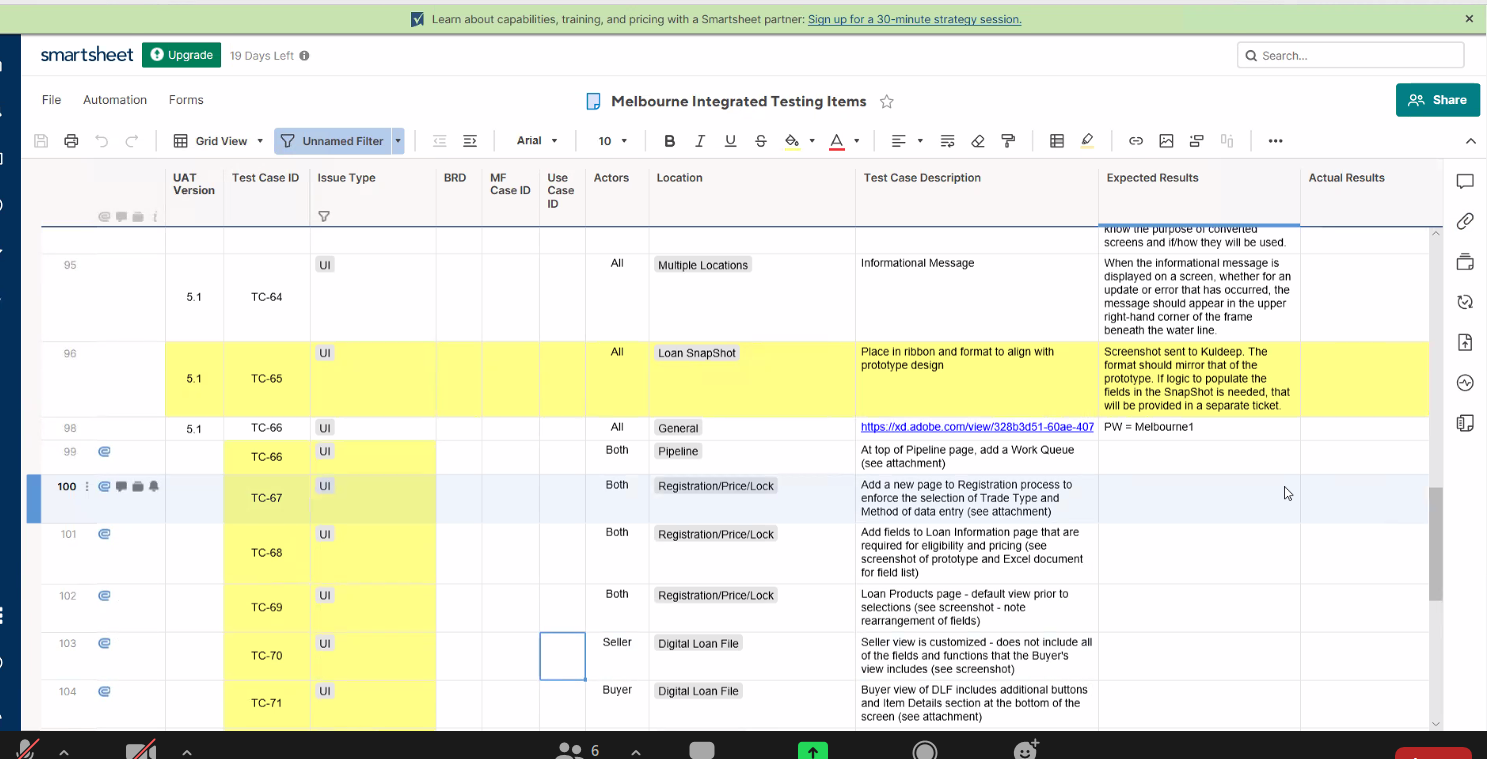 Learn about capabilities, training, and pricing with a Smartsheet partner: Sign up for a 30-minute strategy session.
smartsheet
Upgrade
19 Days Left
Search...
File
Automation
Forms
Melbourne Integrated Testing Items
Share
Grid View
Unnamed Filter
Arial
10
B
I
U
S
A
UAT
Version
Test Case ID
Issue Type
BRD
MF
Case ID
Use
Case
ID
Actors
Location
Test Case Description
Expected Results
Actual Results
know the purpose of converted
screens and if/how they will be used.
95
5.1
TC-64
UI
All
Multiple Locations
Informational Message
When the informational message is
displayed on a screen, whether for an
update or error that has occurred, the
message should appear in the upper
right-hand corner of the frame
beneath the water line.
96
5.1
TC-65
UI
All
Loan SnapShot
Place in ribbon and format to align with
prototype design
Screenshot sent to Kuldeep. The
format should mirror that of the
prototype. If logic to populate the
fields in the SnapShot is needed, that
will be provided in a separate ticket.
98
5.1
TC-66
UI
All
General
https://xd.adobe.com/view/328b3d51-60ae-407
PW = Melbourne1
99
TC-66
UI
Both
Pipeline
At top of Pipeline page, add a Work Queue
(see attachment)
100
TC-67
UI
Both
Registration/Price/Lock
Add a new page to Registration process to
enforce the selection of Trade Type and
Method of data entry (see attachment)
101
TC-68
UI
Both
Registration/Price/Lock
Add fields to Loan Information page that are
required for eligibility and pricing (see
screenshot of prototype and Excel document
for field list)
102
TC-69
UI
Both
Registration/Price/Lock
Loan Products page - default view prior to
selections (see screenshot - note
rearrangement of fields)
103
TC-70
UI
Seller
Digital Loan File
Seller view is customized - does not include all
of the fields and functions that the Buyer's
view includes (see screenshot)
104
TC-71
UI
Buyer
Digital Loan File
Buyer view of DLF includes additional buttons
and Item Details section at the bottom of the
screen (see attachment)
6